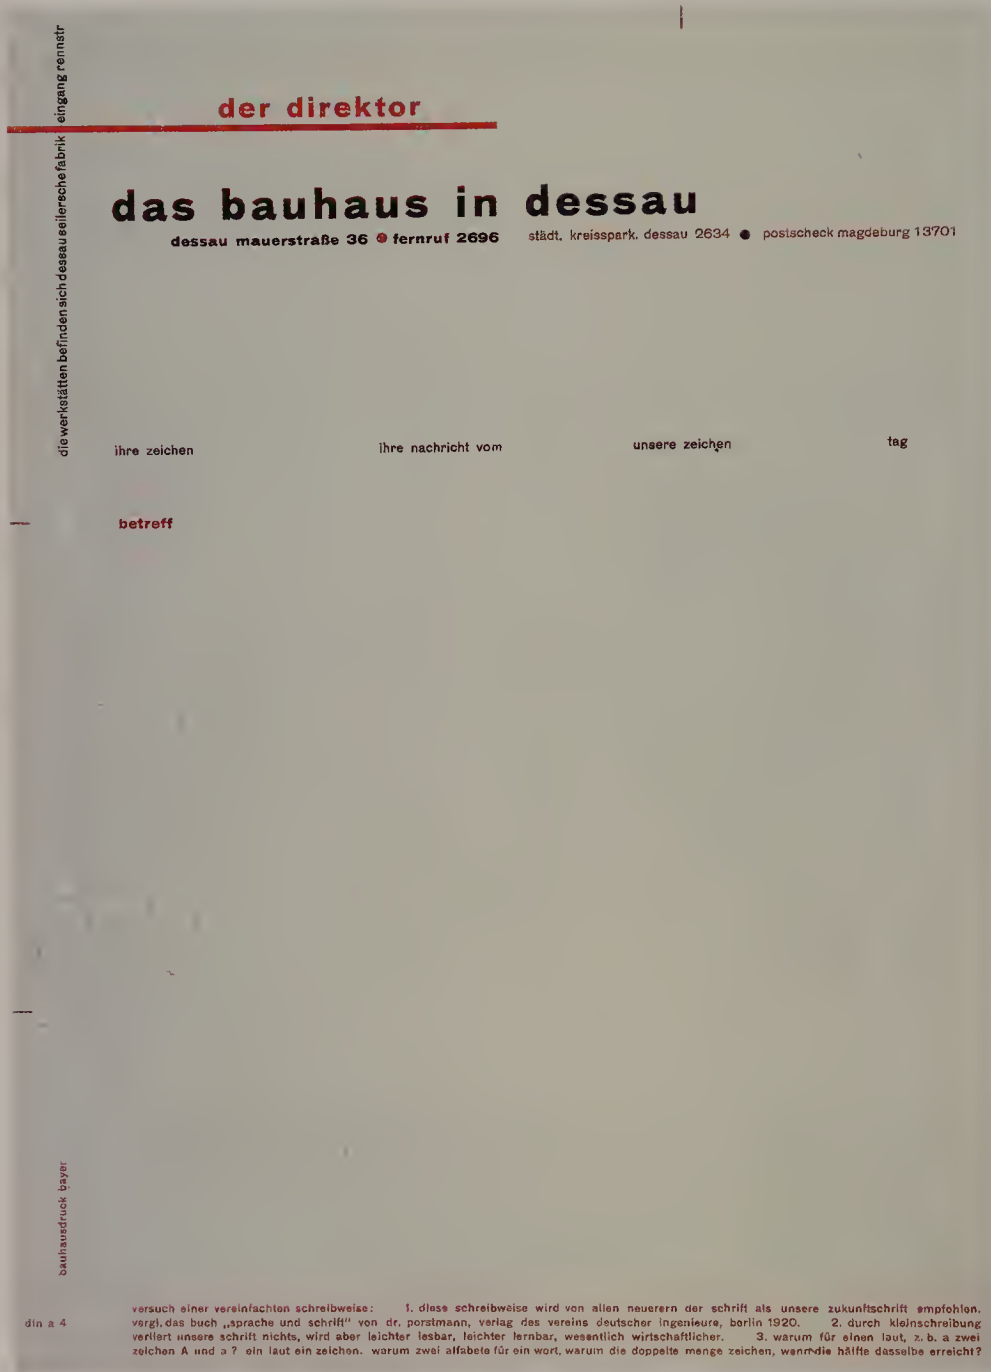 die werkstätten befinden sich dessau seilersche fabrik eingang rennstr
der direktor
das bauhaus in dessau
dessau mauerstraße 36 ● fernruf 2696 städt. kreisspark. dessau 2634 ● postscheck magdeburg 13701
ihre zeichen ihre nachricht vom unsere zeichen tag
betreff
bauhausdruck bayer
din a 4
versuch einer vereinfachten schreibweise: 1. diese schreibweise wird von allen neuerern der schrift als unsere zukunftschrift empfohlen.
vergl. das buch „sprache und schrift" von dr. porstmann, verlag des vereins deutscher ingenieure, berlin 1920. 2. durch kleinschreibung
verliert unsere schrift nichts, wird aber leichter lesbar, leichter lernbar, wesentlich wirtschaftlicher. 3. warum für einen laut, z. b. a zwei
zeichen A und a ? ein laut ein zeichen. warum zwei alfabete für ein wort, warum die doppelte menge zeichen, wenn die hälfte dasselbe erreicht?